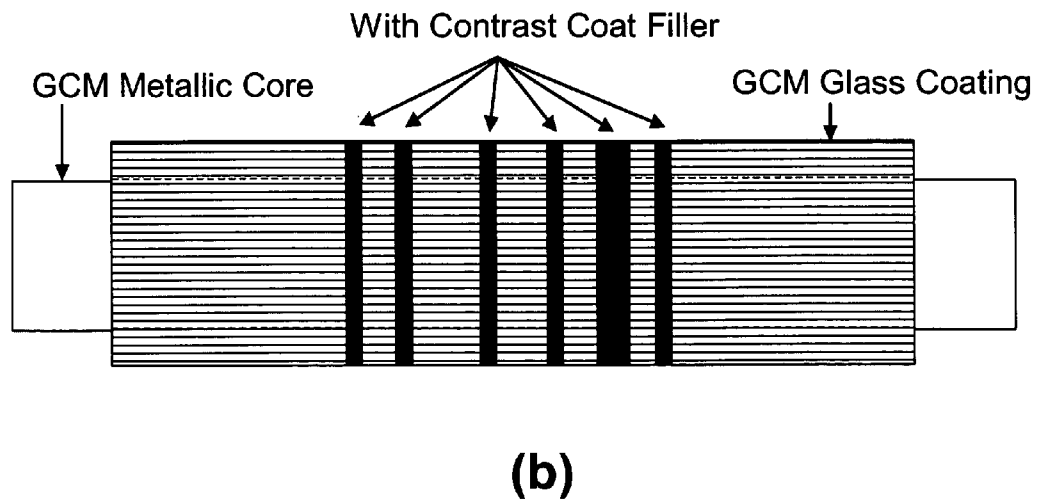 With Contrast Coat Filler
GCM Metallic Core
GCM Glass Coating
(b)